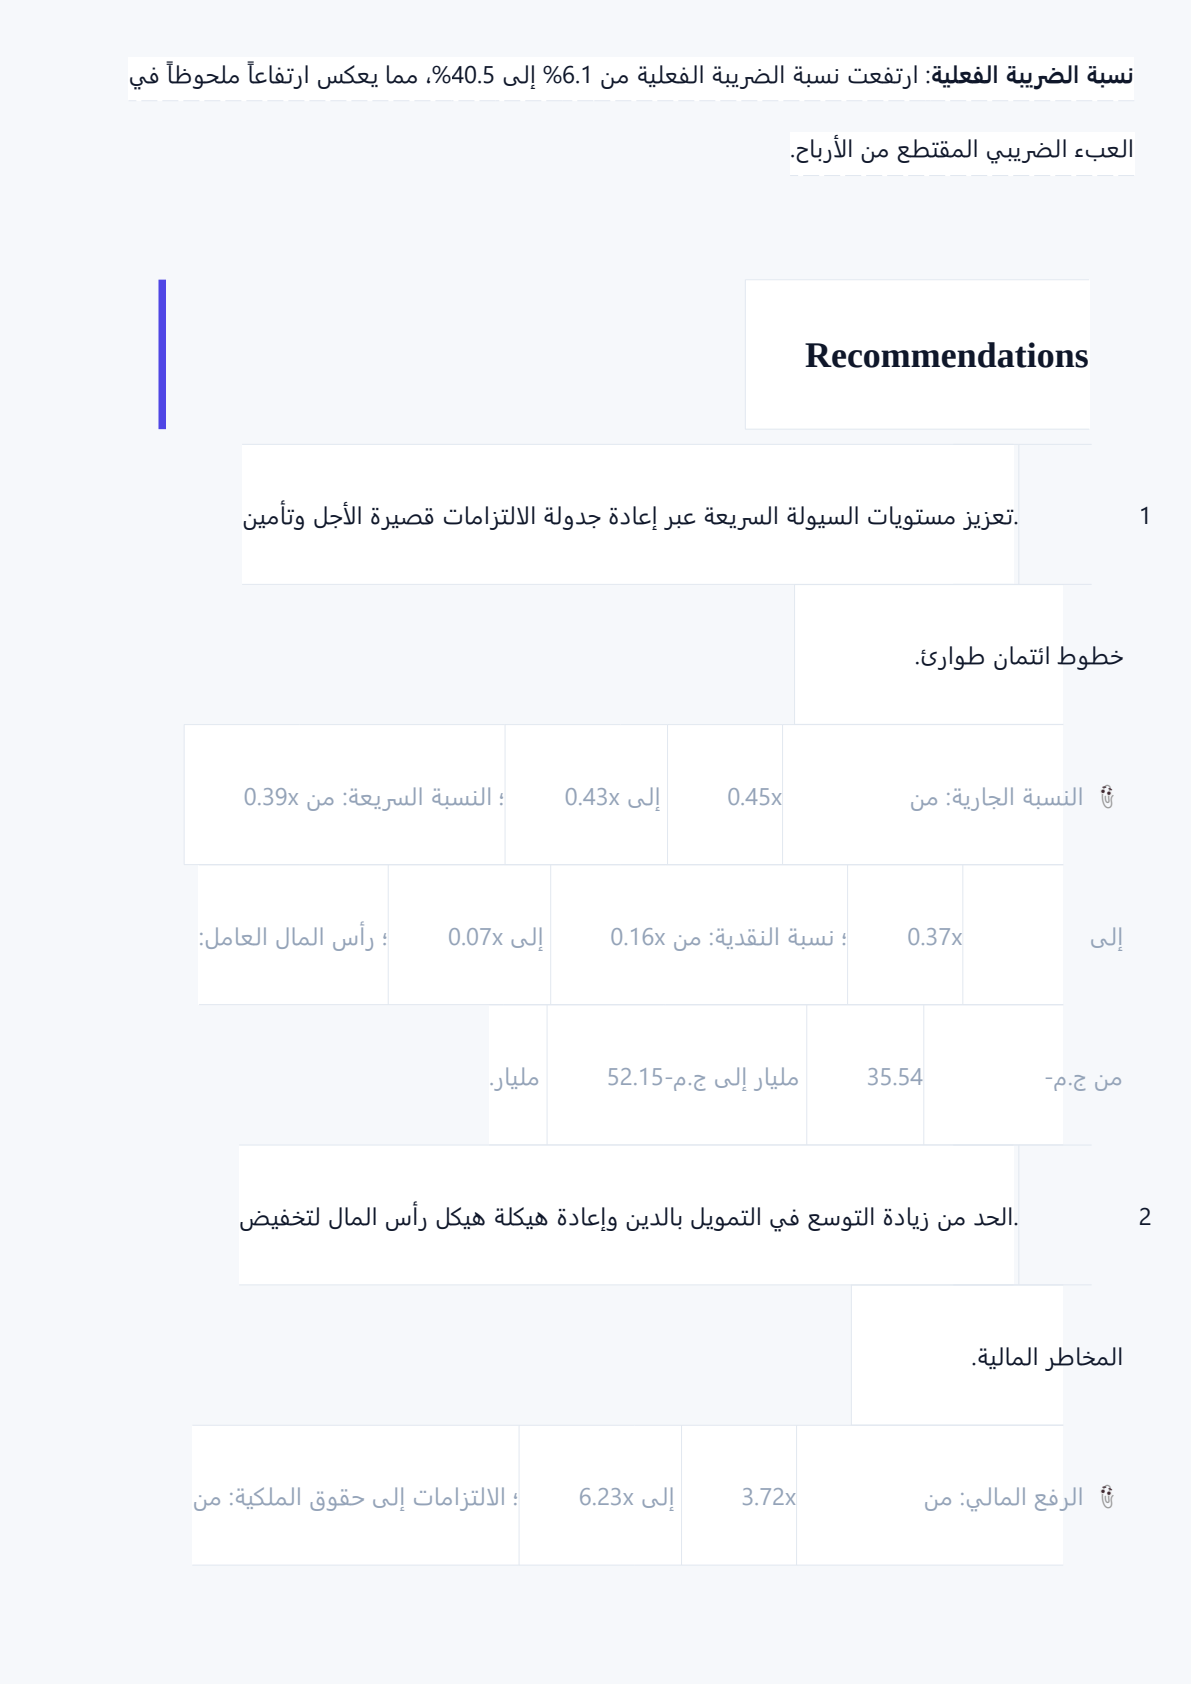 نسبة الضريبة الفعلية: ارتفعت نسبة الضريبة الفعلية من 6.1% إلى 40.5%، مما يعكس ارتفاعاً ملحوظاً في
العبء الضريبي المقتطع من الأرباح.
Recommendations
1 .تعزيز مستويات السيولة السريعة عبر إعادة جدولة الالتزامات قصيرة الأجل وتأمين
خطوط ائتمان طوارئ.
النسبة الجارية: من 0.45x إلى 0.43x ؛ النسبة السريعة: من 0.39x
إلى 0.37x ؛ نسبة النقدية: من 0.16x إلى 0.07x ؛ رأس المال العامل:
من ج.م-35.54 مليار إلى ج.م-52.15 مليار.
2 .الحد من زيادة التوسع في التمويل بالدين وإعادة هيكلة هيكل رأس المال لتخفيض
المخاطر المالية.
الرفع المالي: من 3.72x إلى 6.23x ؛ الالتزامات إلى حقوق الملكية: من